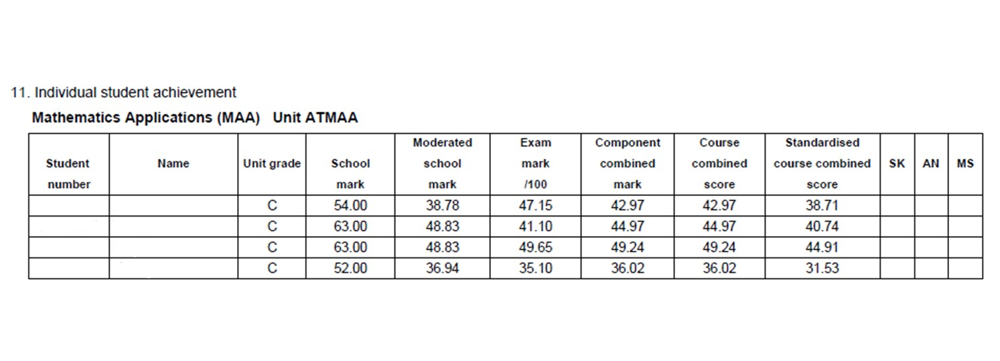 11. Individual student achievement
Mathematics Applications (MAA) Unit ATMAA
Student number Name Unit grade School mark Moderated school mark Exam mark /100 Component combined mark Course combined score Standardised course combined score SK AN MS
C 54.00 38.78 47.15 42.97 42.97 38.71
C 63.00 48.83 41.10 44.97 44.97 40.74
C 63.00 48.83 49.65 49.24 49.24 44.91
C 52.00 36.94 35.10 36.02 36.02 31.53